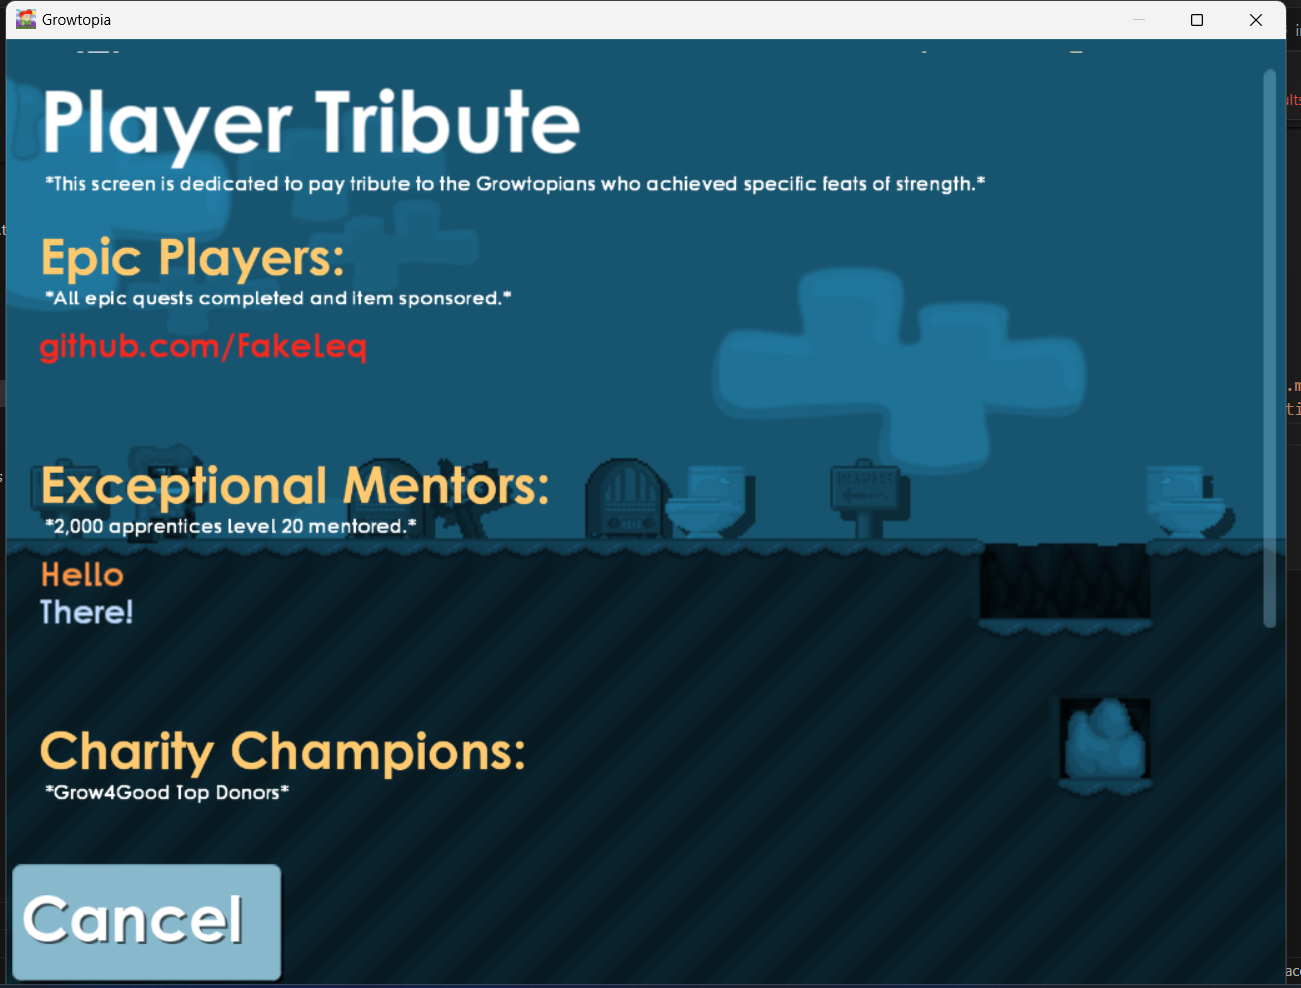 Growtopia
Player Tribute
*This screen is dedicated to pay tribute to the Growtopians who achieved specific feats of strength.*
Epic Players:
*All epic quests completed and item sponsored.*
github.com/FakeLeq
Exceptional Mentors:
*2,000 apprentices level 20 mentored.*
Hello
There!
Charity Champions:
*Grow4Good Top Donors*
Cancel